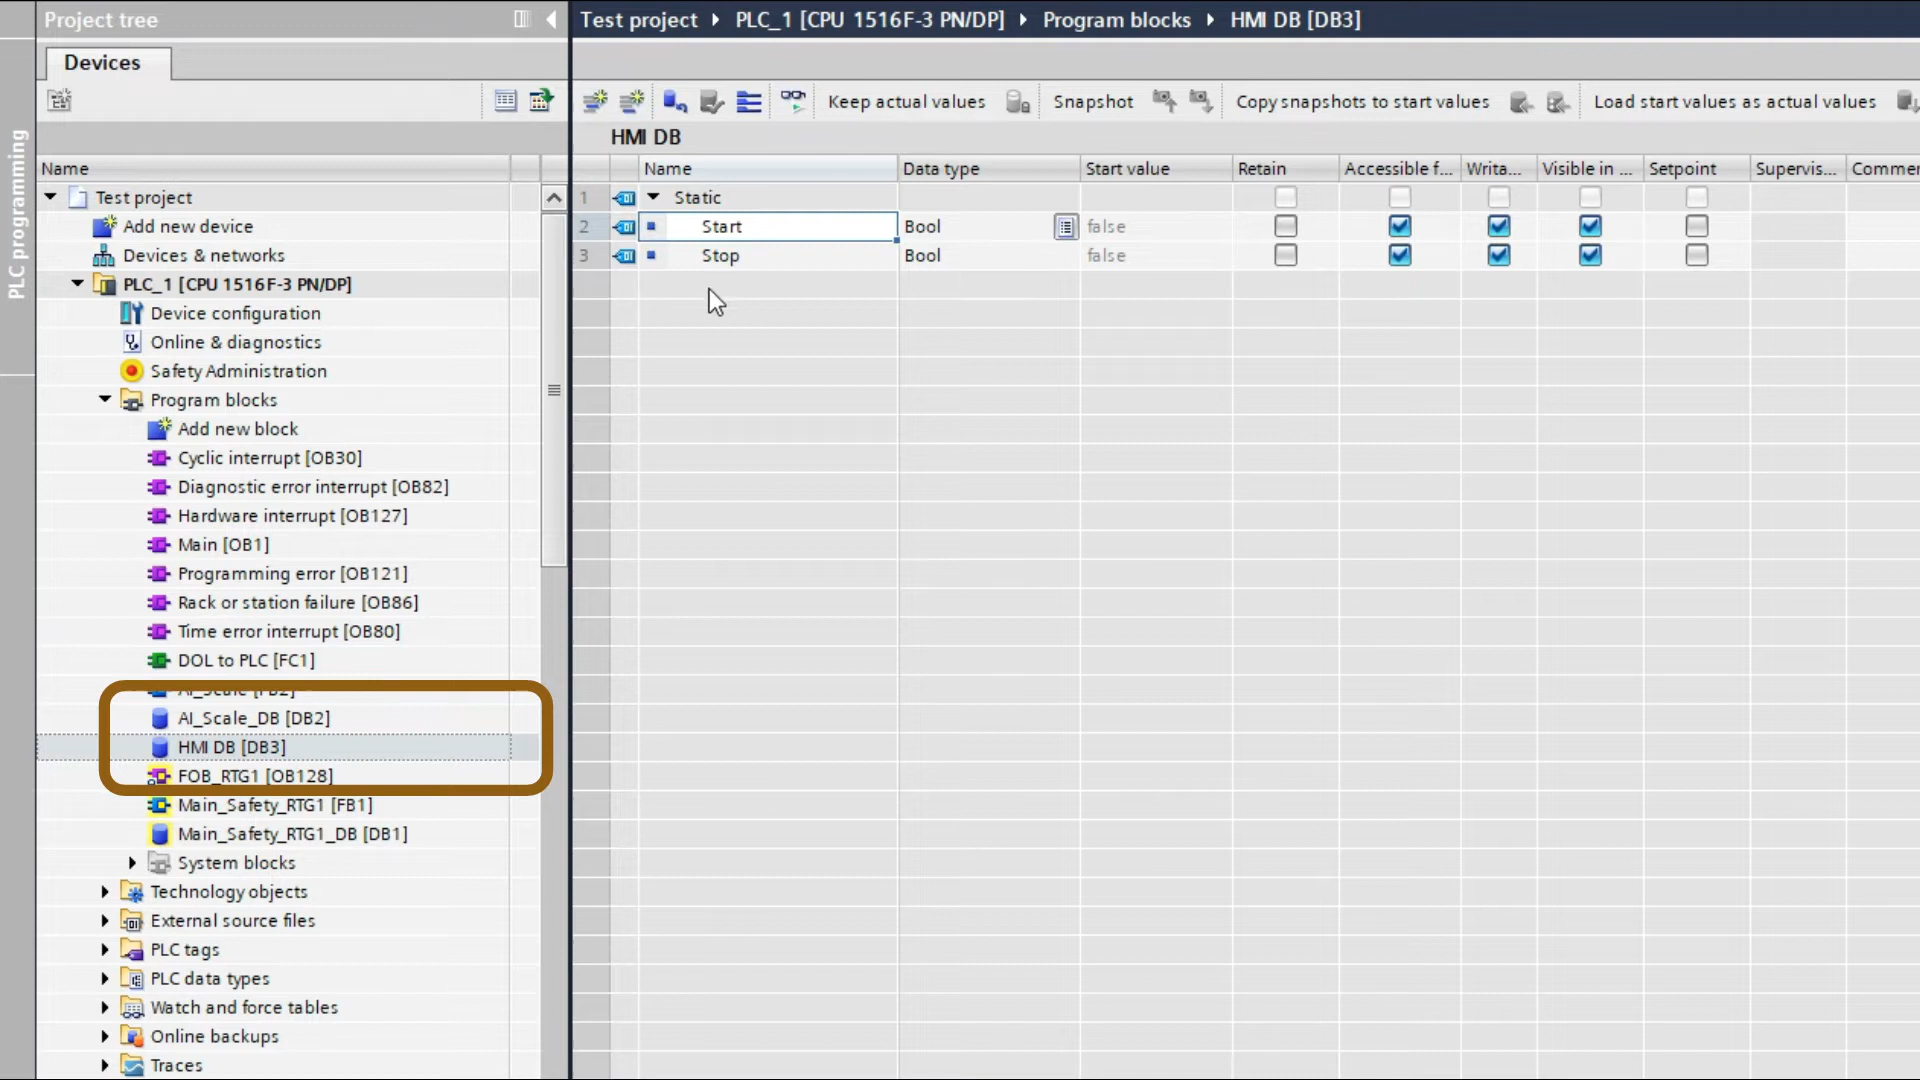 Project tree
Test project ▸ PLC_1 [CPU 1516F-3 PN/DP] ▸ Program blocks ▸ HMI DB [DB3]
Devices
PLC programming
Keep actual values
Snapshot
Copy snapshots to start values
Load start values as actual values
HMI DB
Name
Name
Data type
Start value
Retain
Accessible f...
Writa...
Visible in ...
Setpoint
Supervis...
Commen
1 Static
2 Start Bool false
3 Stop Bool false
Test project
Add new device
Devices & networks
PLC_1 [CPU 1516F-3 PN/DP]
Device configuration
Online & diagnostics
Safety Administration
Program blocks
Add new block
Cyclic interrupt [OB30]
Diagnostic error interrupt [OB82]
Hardware interrupt [OB127]
Main [OB1]
Programming error [OB121]
Rack or station failure [OB86]
Time error interrupt [OB80]
DOL to PLC [FC1]
AI_Scale [FB2]
AI_Scale_DB [DB2]
HMI DB [DB3]
FOB_RTG1 [OB128]
Main_Safety_RTG1 [FB1]
Main_Safety_RTG1_DB [DB1]
System blocks
Technology objects
External source files
PLC tags
PLC data types
Watch and force tables
Online backups
Traces